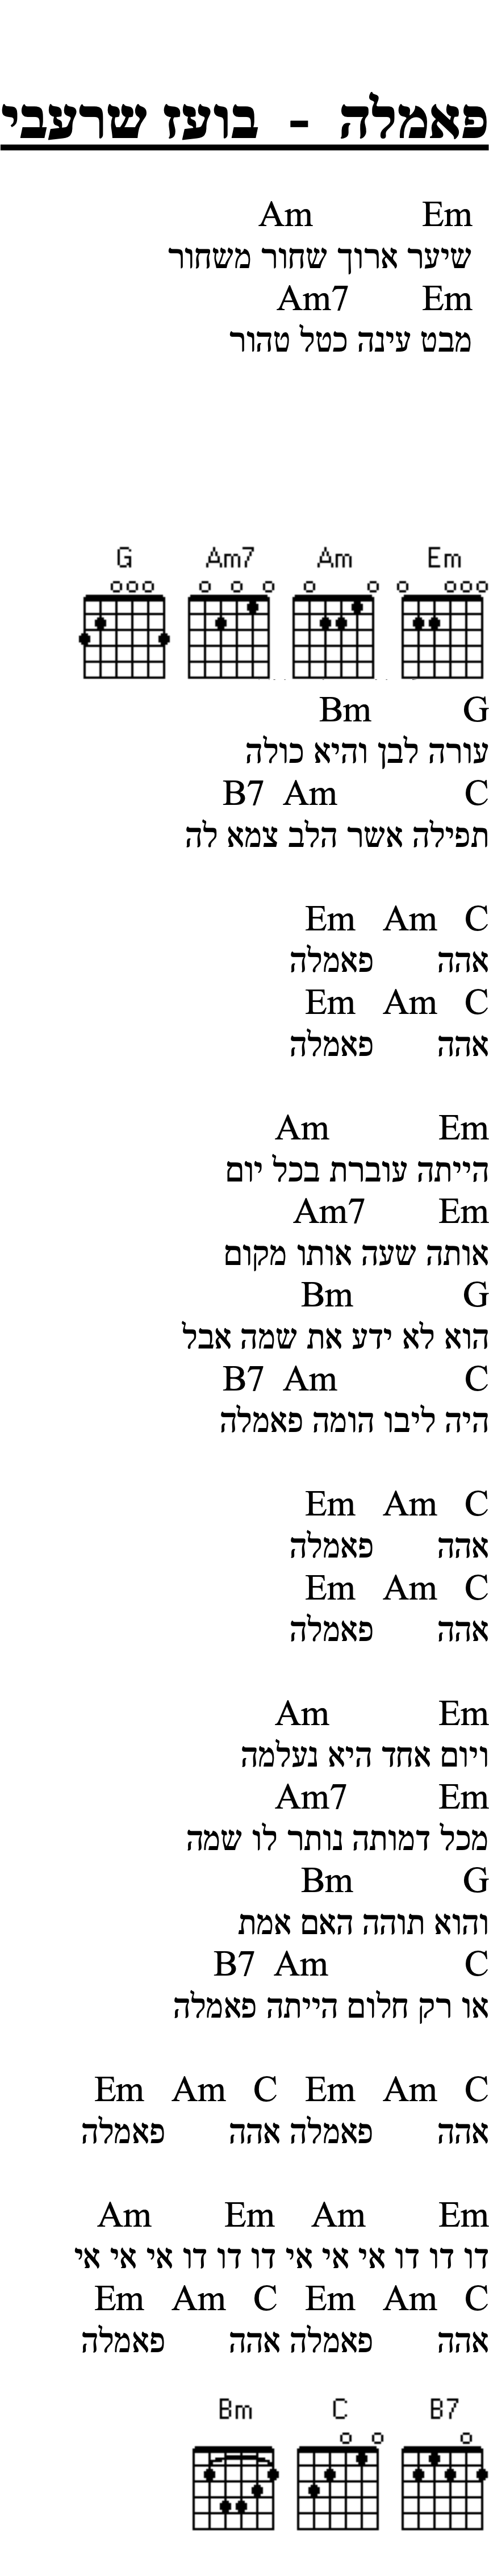 פאמלה - בועז שרעבי
Em Am
שיער ארוך שחור משחור
Em Am7
מבט עינה כטל טהור
Em Am Am7 G
G Bm
עורה לבן והיא כולה
C Am B7
תפילה אשר הלב צמא לה
C Am Em
אהה פאמלה
C Am Em
אהה פאמלה
Em Am
הייתה עוברת בכל יום
Em Am7
אותה שעה אותו מקום
G Bm
הוא לא ידע את שמה אבל
C Am B7
היה ליבו הומה פאמלה
C Am Em
אהה פאמלה
C Am Em
אהה פאמלה
Em Am
ויום אחד היא נעלמה
Em Am7
מכל דמותה נותר לו שמה
G Bm
והוא תוהה האם אמת
C Am B7
או רק חלום הייתה פאמלה
C Am Em C Am Em
אהה פאמלה אהה פאמלה
Em Am Em Am
דו דו דו אי אי אי דו דו דו אי אי אי
C Am Em C Am Em
אהה פאמלה אהה פאמלה
B7 C Bm